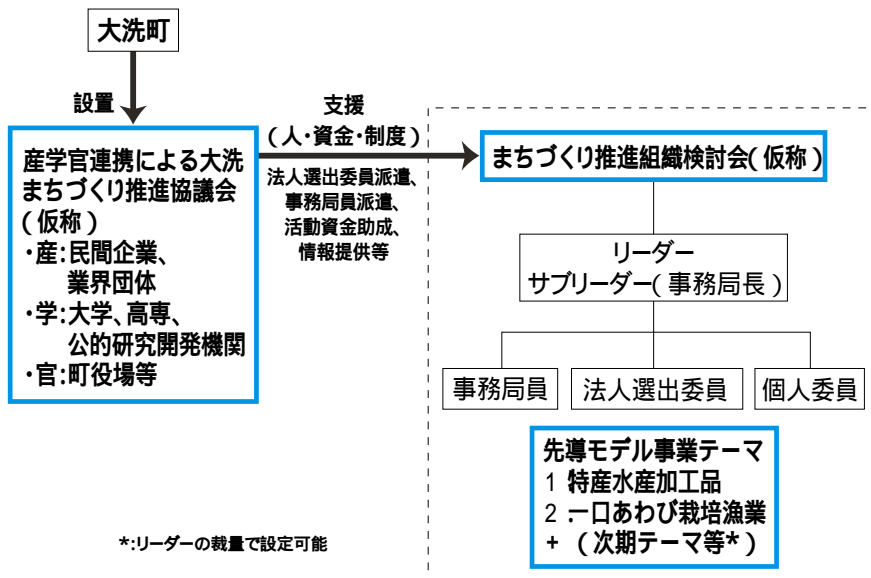 大洗町
設置
産学官連携による大洗
まちづくり推進協議会
(仮称)
・産:民間企業、
業界団体
・学:大学、高専、
公的研究開発機関
・官:町役場等
支援
(人・資金・制度)
法人選出委員派遣、
事務局員派遣、
活動資金助成、
情報提供等
まちづくり推進組織検討会(仮称)
リーダー
サブリーダー(事務局長)
事務局員
法人選出委員
個人委員
先導モデル事業テーマ
1 特産水産加工品
2 .一口あわび栽培漁業
+ (次期テーマ等*)
*:リーダーの裁量で設定可能